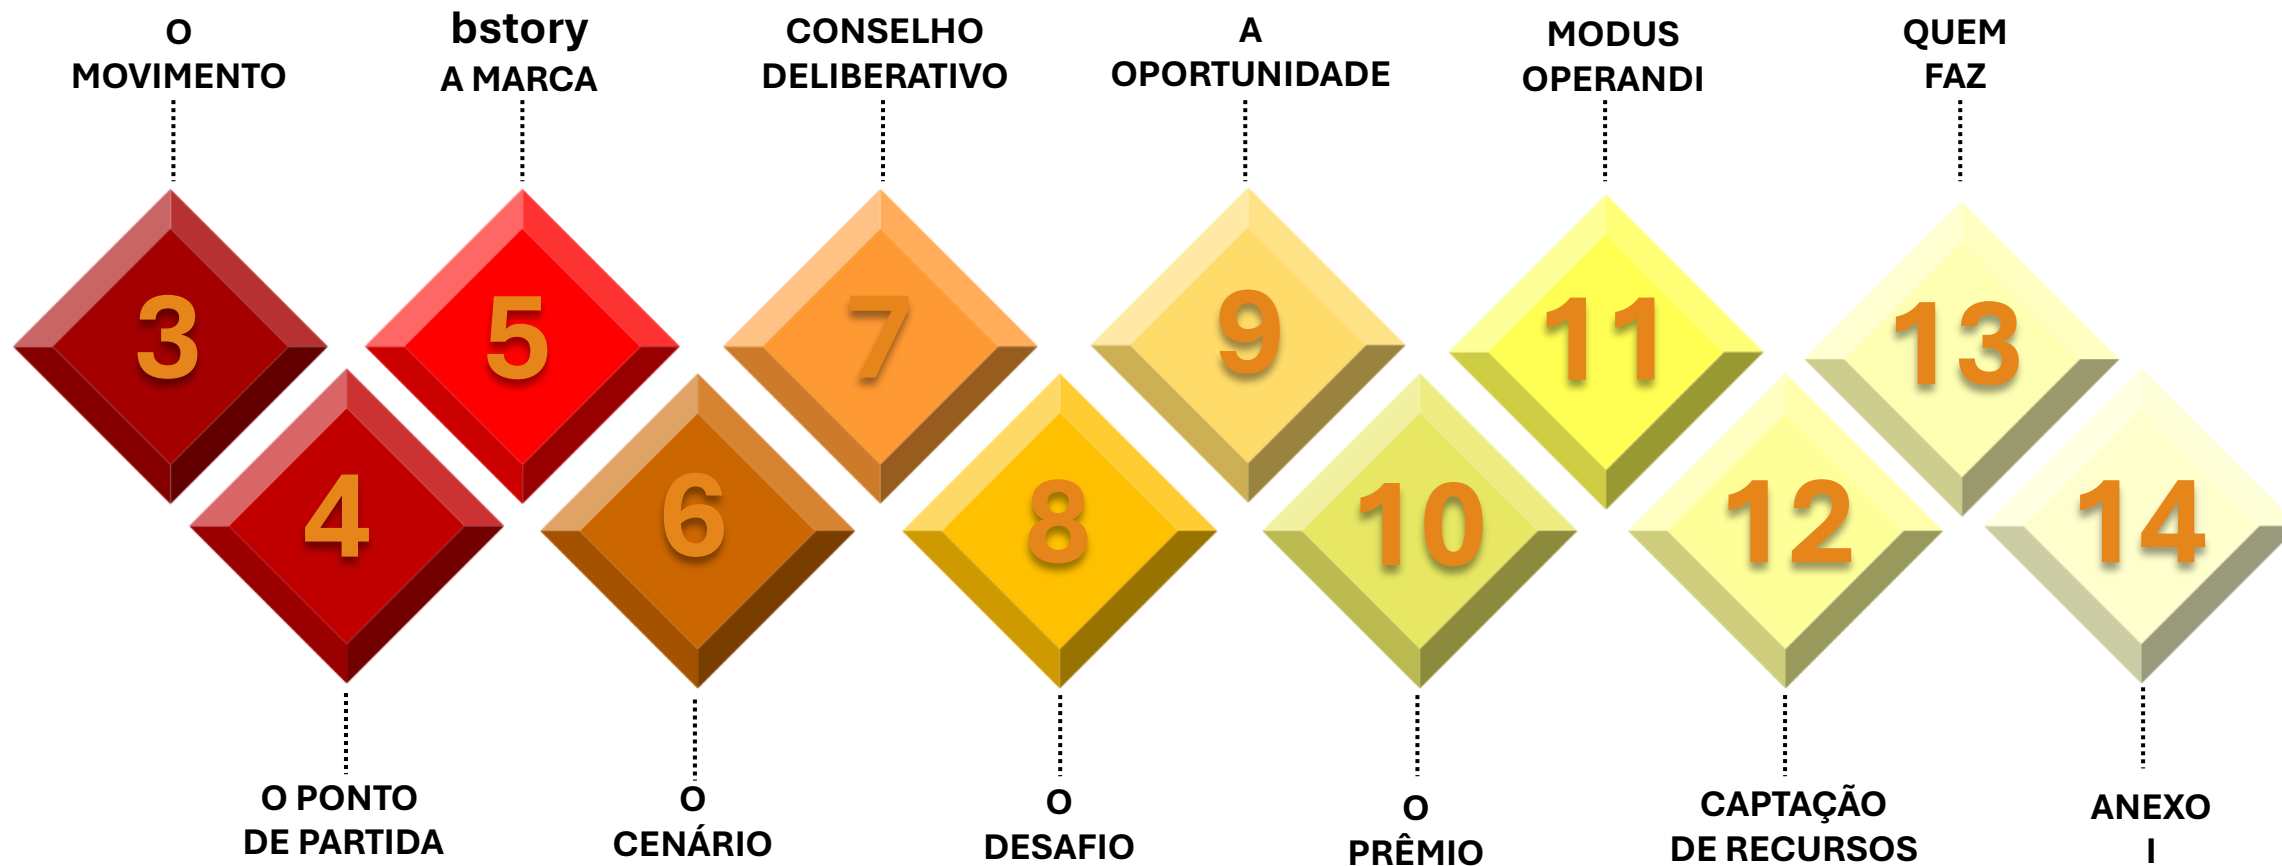 O
MOVIMENTO
bstory
A MARCA
CONSELHO
DELIBERATIVO
A
OPORTUNIDADE
MODUS
OPERANDI
QUEM
FAZ
3
5
7
9
11
13
4
6
8
10
12
14
O PONTO
DE PARTIDA
O
CENÁRIO
O
DESAFIO
O
PRÊMIO
CAPTAÇÃO
DE RECURSOS
ANEXO
I